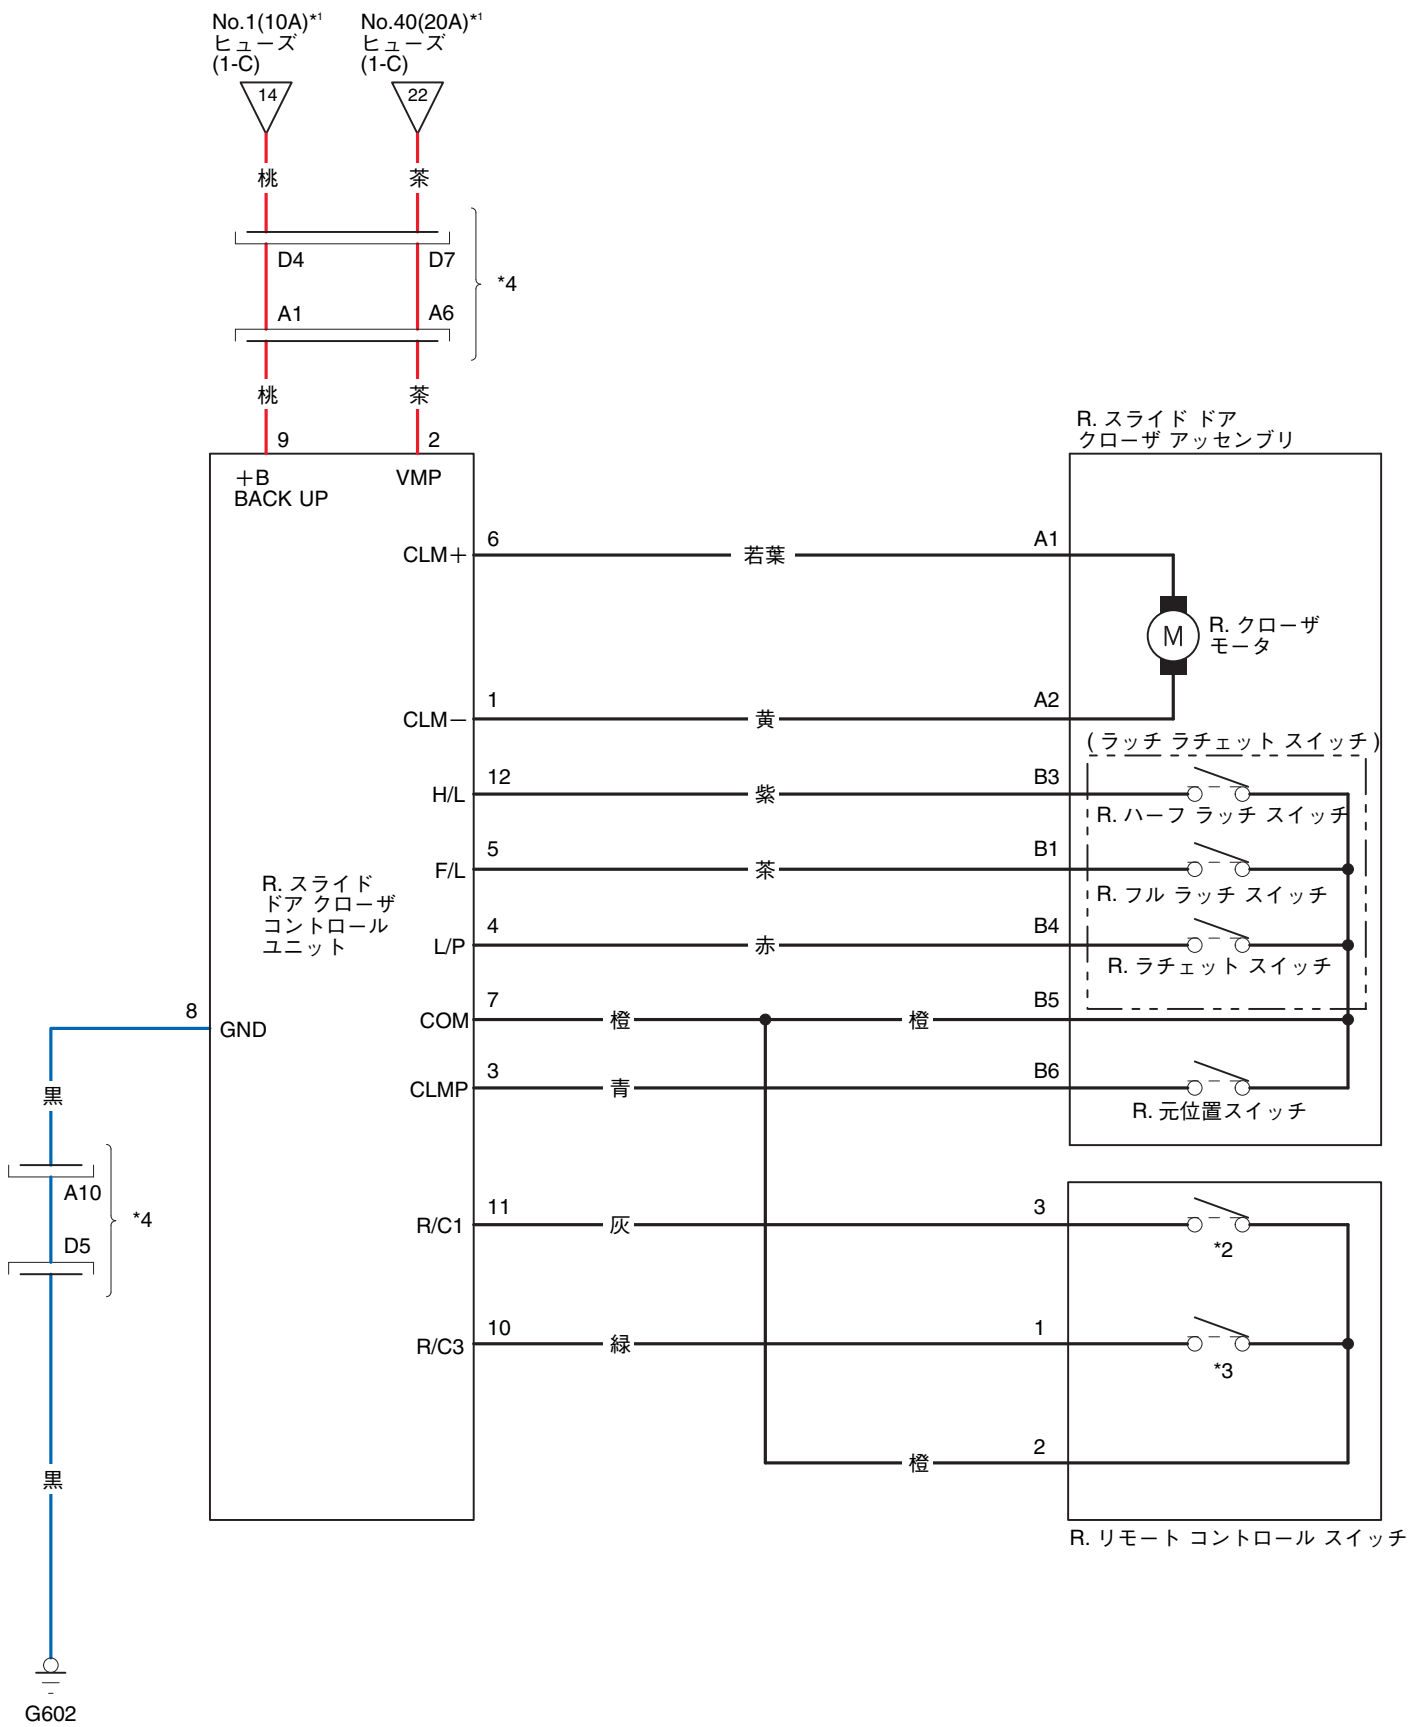 No.1(10A)*1
ヒューズ
(1-C)
No.40(20A)*1
ヒューズ
(1-C)
14
22
桃
茶
D4
D7
*4
A1
A6
桃
茶
9
2
+B
BACK UP
VMP
R. スライド ドア
クローザ アッセンブリ
CLM+
6
若葉
A1
M
R. クローザ
モータ
CLM-
1
黄
A2
(ラッチ ラチェット スイッチ)
H/L
12
紫
B3
R. ハーフ ラッチ スイッチ
F/L
5
茶
B1
R. フル ラッチ スイッチ
R. スライド
ドア クローザ
コントロール
ユニット
L/P
4
赤
B4
R. ラチェット スイッチ
COM
7
橙
橙
B5
8
GND
CLMP
3
青
B6
R. 元位置スイッチ
黒
A10
*4
D5
R/C1
11
灰
3
*2
R/C3
10
緑
1
*3
橙
2
黒
R. リモート コントロール スイッチ
G602